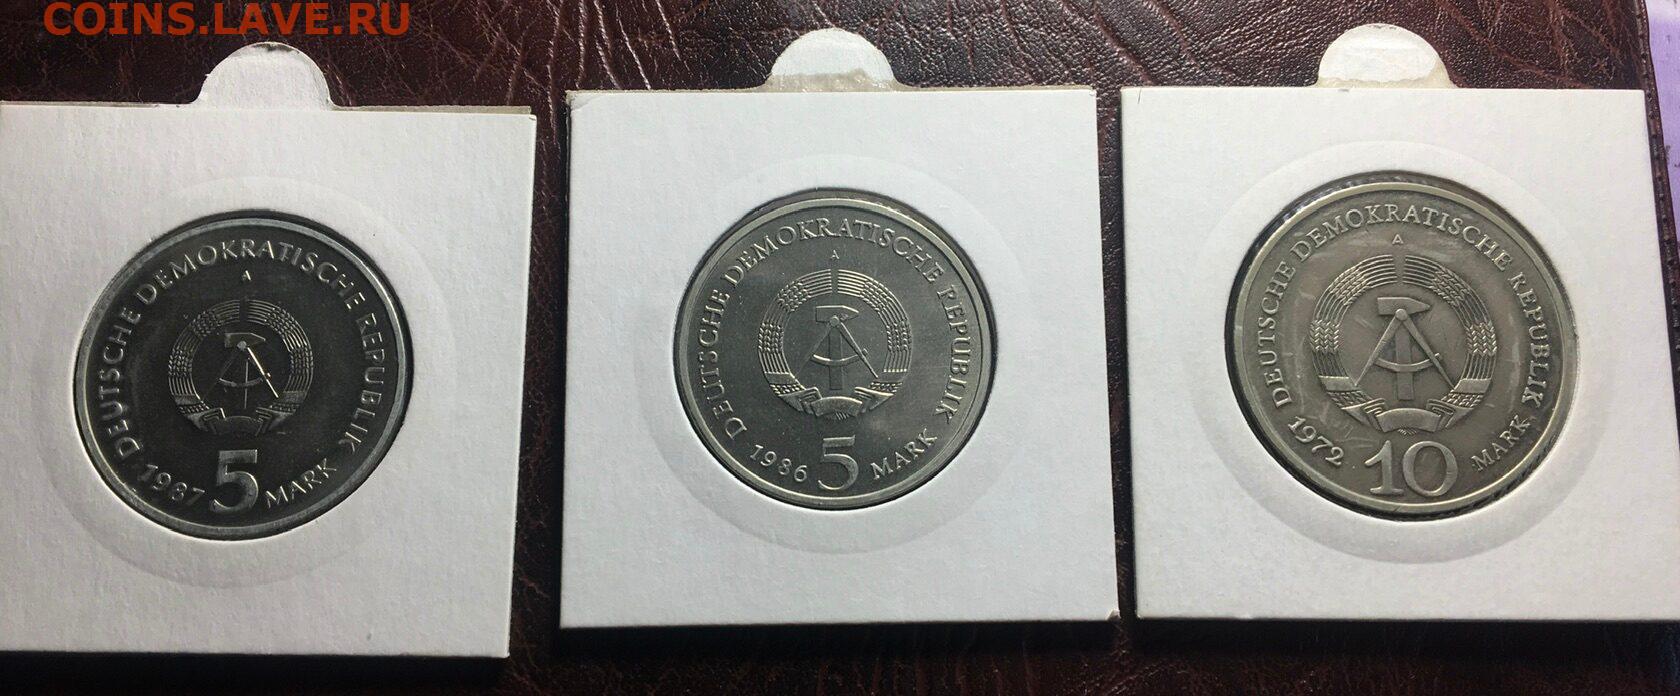 COINS.LAVE.RU
DEUTSCHE DEMOKRATISCHE REPUBLIK
A
1987 5 MARK
DEUTSCHE DEMOKRATISCHE REPUBLIK
A
1986 5 MARK
DEUTSCHE DEMOKRATISCHE REPUBLIK
A
1972 10 MARK